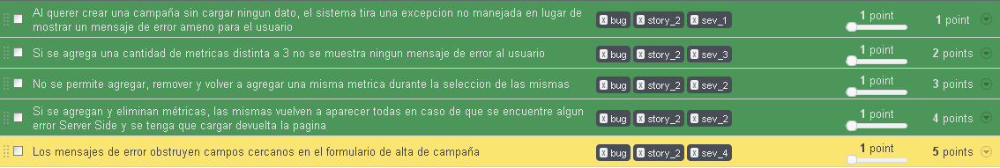 Al querer crear una campaña sin cargar ningun dato, el sistema tira una excepcion no manejada en lugar de
mostrar un mensaje de error ameno para el usuario
x bug x story_2 x sev_1
1 point
1 point
Si se agrega una cantidad de metricas distinta a 3 no se muestra ningun mensaje de error al usuario
x bug x story_2 x sev_3
1 point
2 points
No se permite agregar, remover y volver a agregar una misma metrica durante la seleccion de las mismas
x bug x story_2 x sev_2
1 point
3 points
Si se agregan y eliminan métricas, las mismas vuelven a aparecer todas en caso de que se encuentre algun
error Server Side y se tenga que cargar devuelta la pagina
x bug x story_2 x sev_2
1 point
4 points
Los mensajes de error obstruyen campos cercanos en el formulario de alta de campaña
x bug x story_2 x sev_4
1 point
5 points